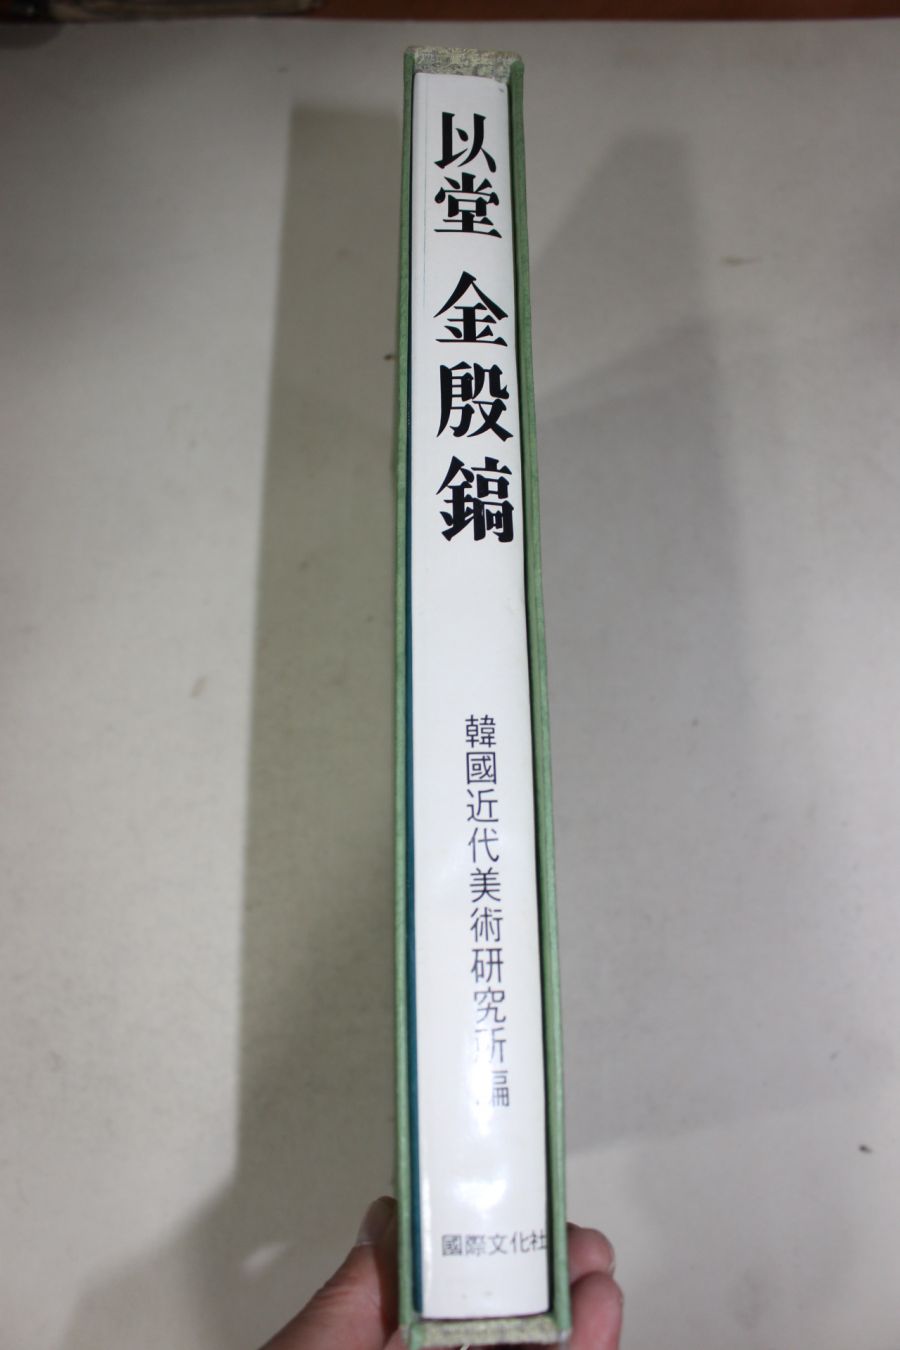 以堂 金殷鎬
韓國近代美術研究所編
國際文化社